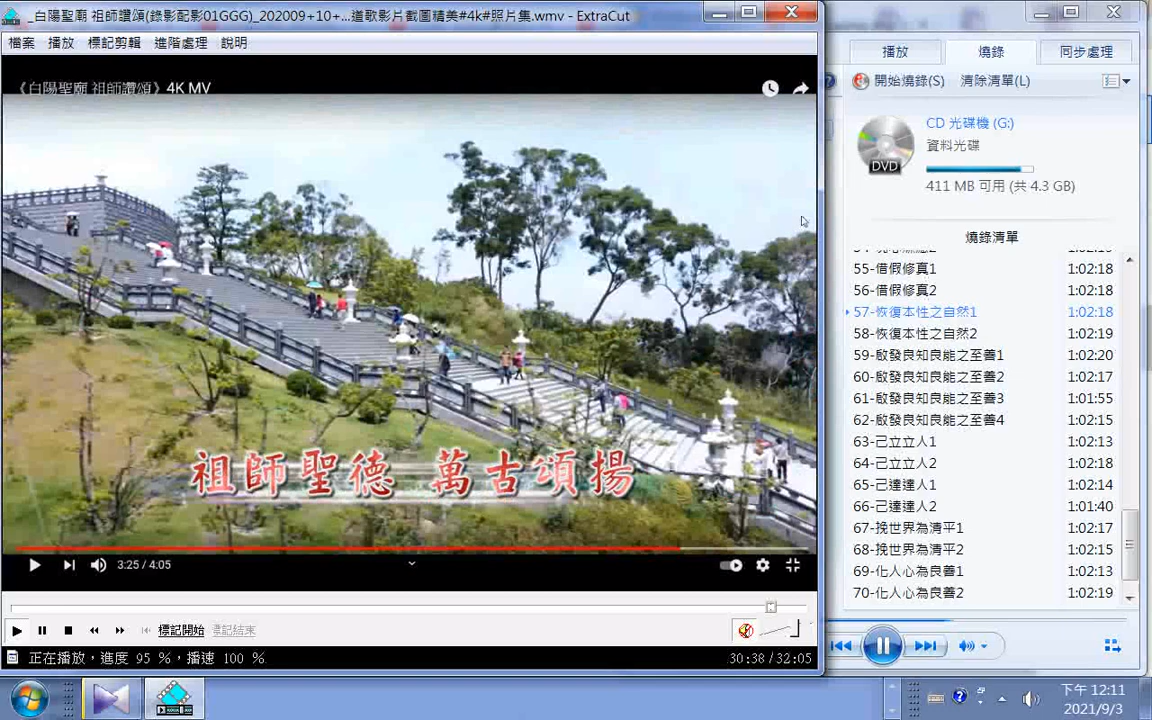 _白陽聖廟 祖師讚頌(錄影配影01GGG)_202009+10+...道歌影片截圖精美#4k#照片集.wmv - ExtraCut
檔案 播放 標記剪輯 進階處理 說明
《白陽聖廟 祖師讚頌》4K MV
祖師聖德 萬古頌揚
3:25 / 4:05
標記開始 標記結束
正在播放，進度 95 %，播速 100 %
30:38 / 32:05
播放 燒錄 同步處理
開始燒錄(S) 清除清單(L)
CD 光碟機 (G:)
資料光碟
DVD
411 MB 可用 (共 4.3 GB)
燒錄清單
55-借假修真1 1:02:18
56-借假修真2 1:02:18
57-恢復本性之自然1 1:02:18
58-恢復本性之自然2 1:02:19
59-啟發良知良能之至善1 1:02:20
60-啟發良知良能之至善2 1:02:17
61-啟發良知良能之至善3 1:01:55
62-啟發良知良能之至善4 1:02:15
63-己立立人1 1:02:13
64-己立立人2 1:02:18
65-己達達人1 1:02:14
66-己達達人2 1:01:40
67-挽世界為清平1 1:02:17
68-挽世界為清平2 1:02:15
69-化人心為良善1 1:02:13
70-化人心為良善2 1:02:19
下午 12:11
2021/9/3